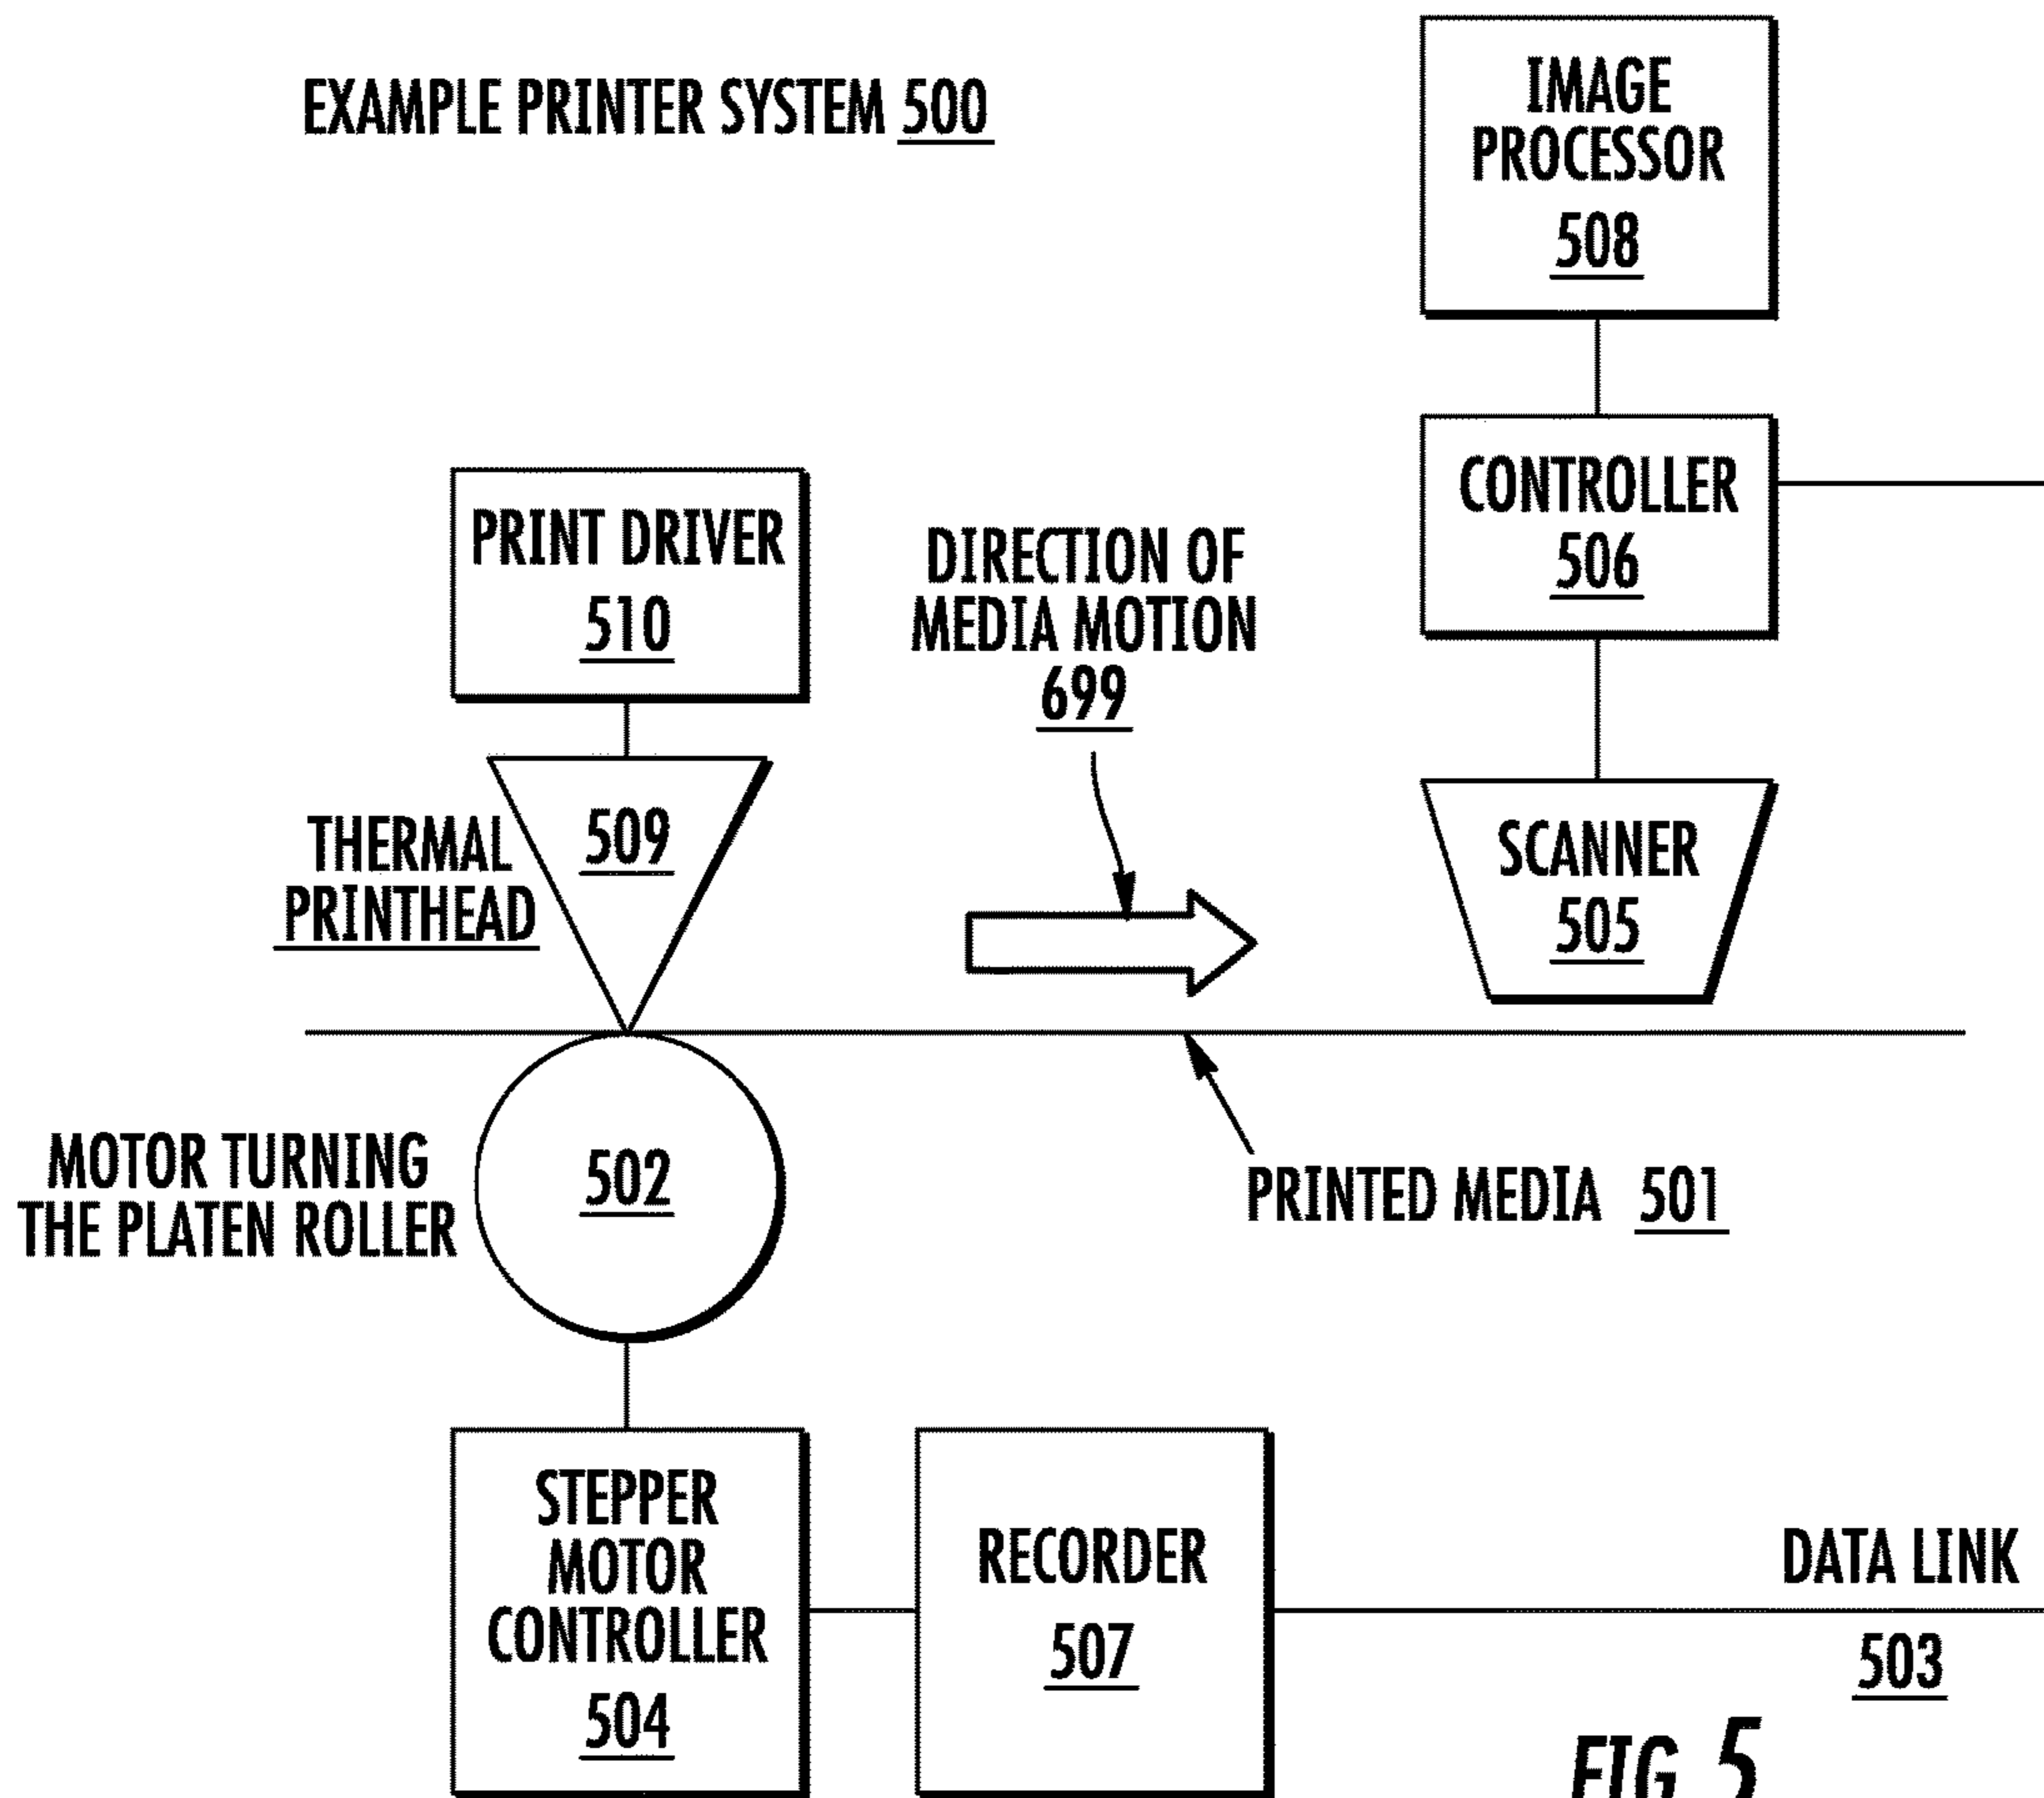 EXAMPLE PRINTER SYSTEM 500
IMAGE
PROCESSOR
508
CONTROLLER
506
PRINT DRIVER
510
DIRECTION OF
MEDIA MOTION
699
THERMAL
PRINTHEAD
509
SCANNER
505
MOTOR TURNING
THE PLATEN ROLLER
502
PRINTED MEDIA 501
STEPPER
MOTOR
CONTROLLER
504
RECORDER
507
DATA LINK
503
FIG. 5